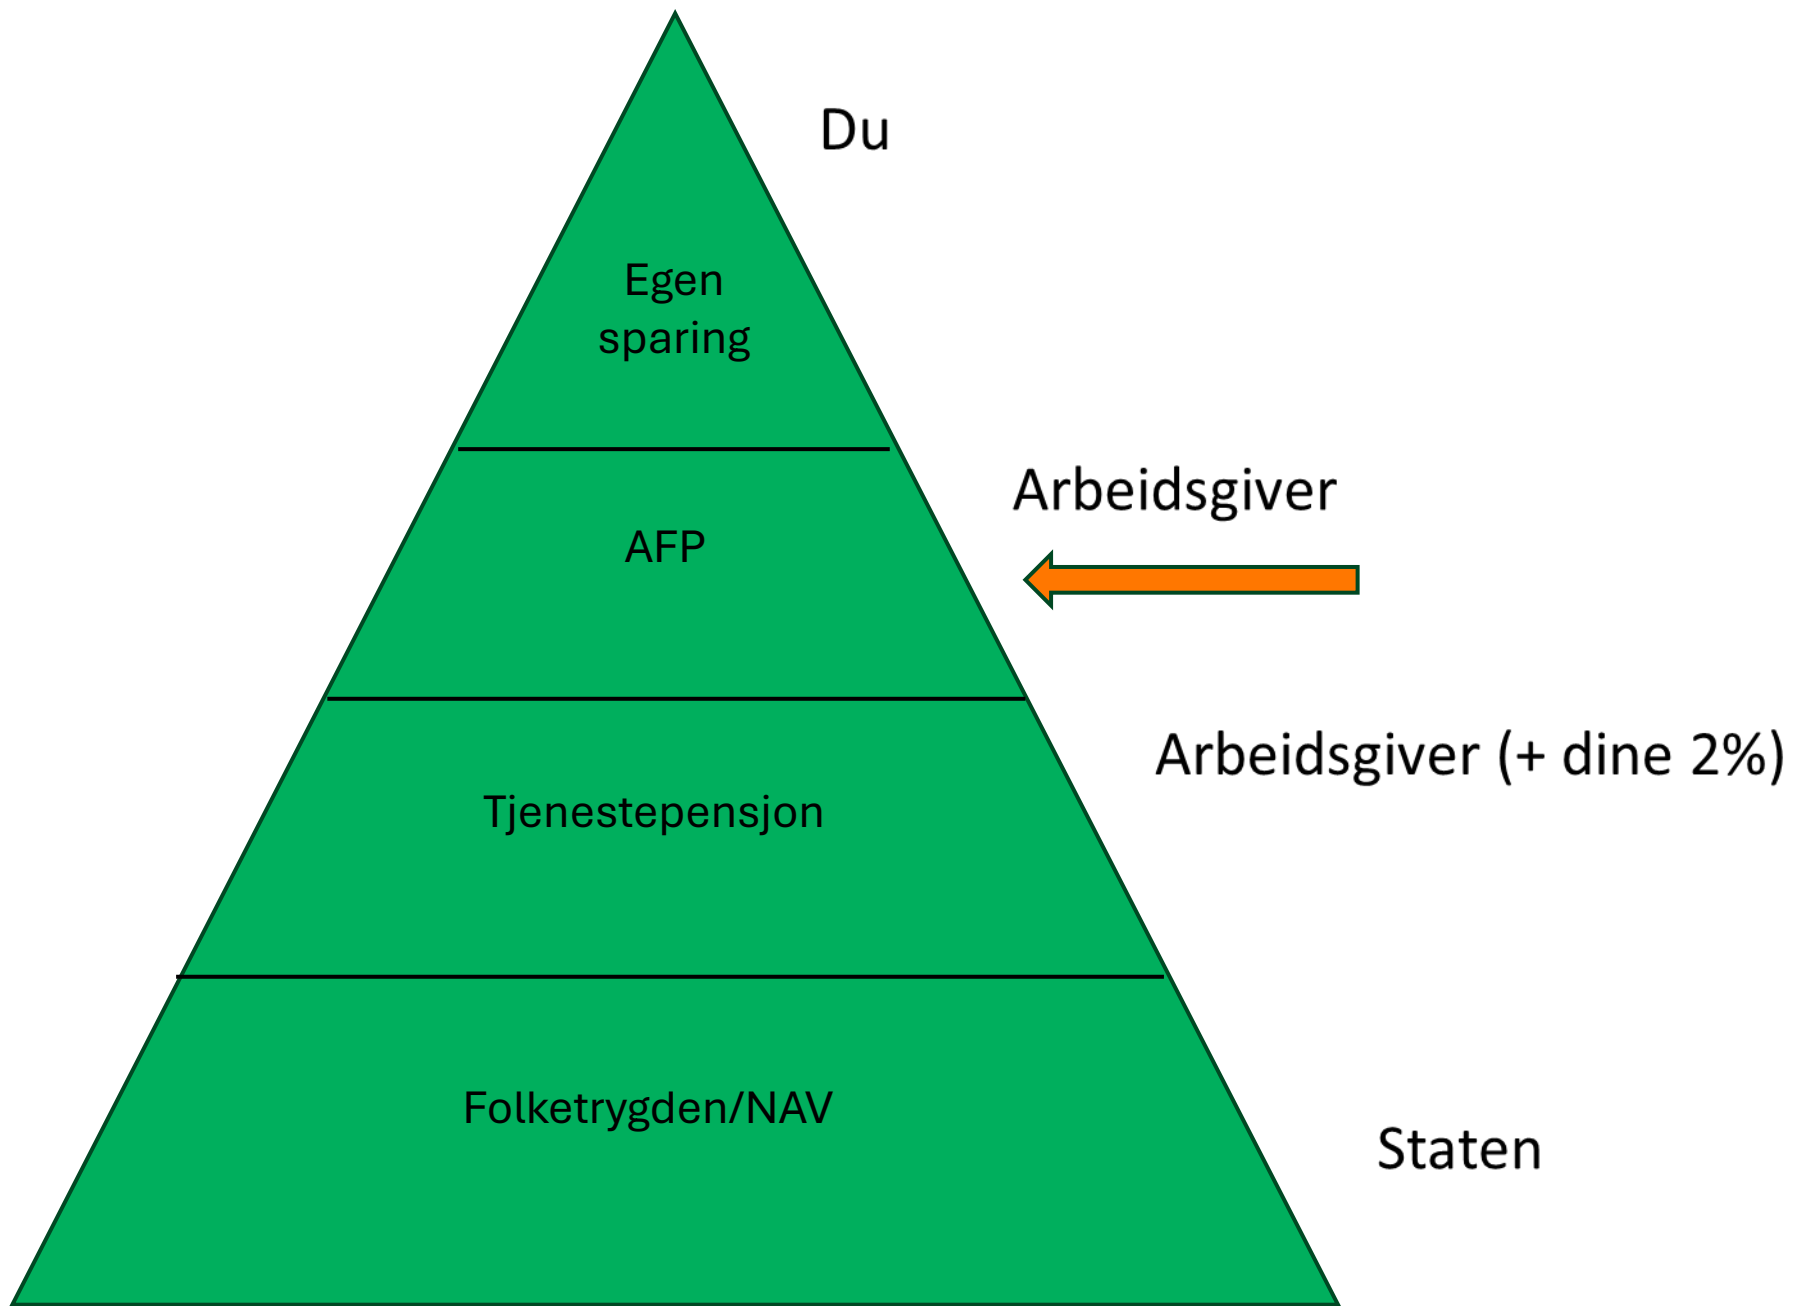 Du
Egen
sparing
Arbeidsgiver
AFP
Arbeidsgiver (+ dine 2%)
Tjenestepensjon
Folketrygden/NAV
Staten